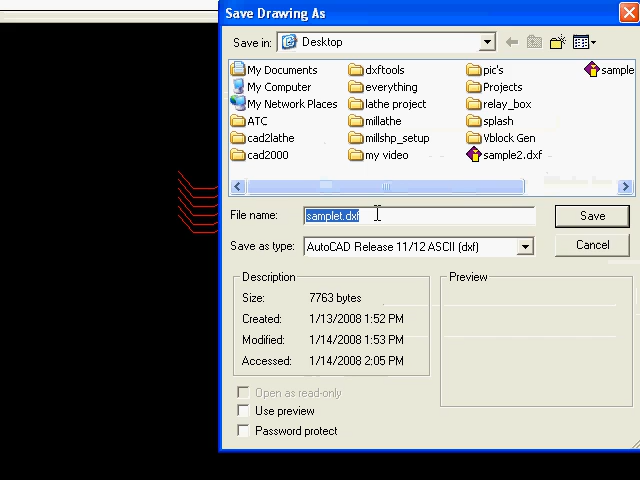 Save Drawing As
Save in: Desktop
My Documents dxftools pic's sample
My Computer everything Projects
My Network Places lathe project relay_box
ATC millathe splash
cad2lathe millshp_setup Vblock Gen
cad2000 my video sample2.dxf
File name: samplet.dxf Save
Save as type: AutoCAD Release 11/12 ASCII (dxf) Cancel
Description Preview
Size: 7763 bytes
Created: 1/13/2008 1:52 PM
Modified: 1/14/2008 1:53 PM
Accessed: 1/14/2008 2:05 PM
Open as read-only
Use preview
Password protect